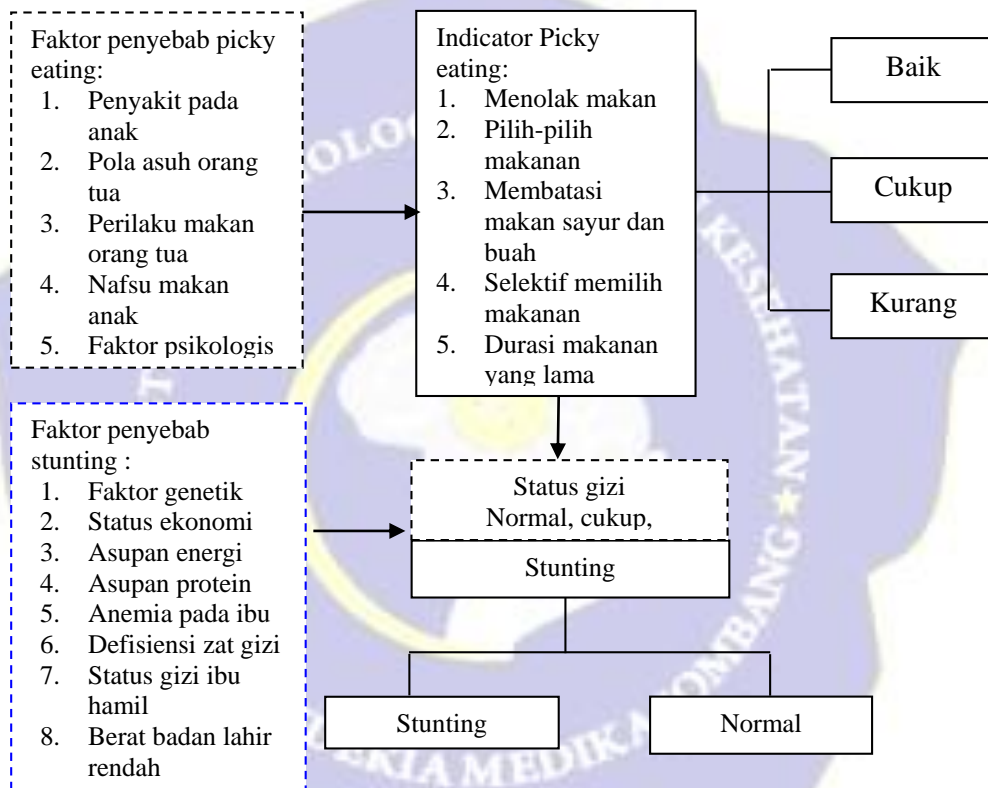 Faktor penyebab picky
eating:
1. Penyakit pada
anak
2. Pola asuh orang
tua
3. Perilaku makan
orang tua
4. Nafsu makan
anak
5. Faktor psikologis
Indicator Picky
eating:
1. Menolak makan
2. Pilih-pilih
makanan
3. Membatasi
makan sayur dan
buah
4. Selektif memilih
makanan
5. Durasi makanan
yang lama
Baik
Cukup
Kurang
Faktor penyebab
stunting :
1. Faktor genetik
2. Status ekonomi
3. Asupan energi
4. Asupan protein
5. Anemia pada ibu
6. Defisiensi zat gizi
7. Status gizi ibu
hamil
8. Berat badan lahir
rendah
Status gizi
Normal, cukup,
Stunting
Stunting
Normal
KESEHATAN
MEDIKA